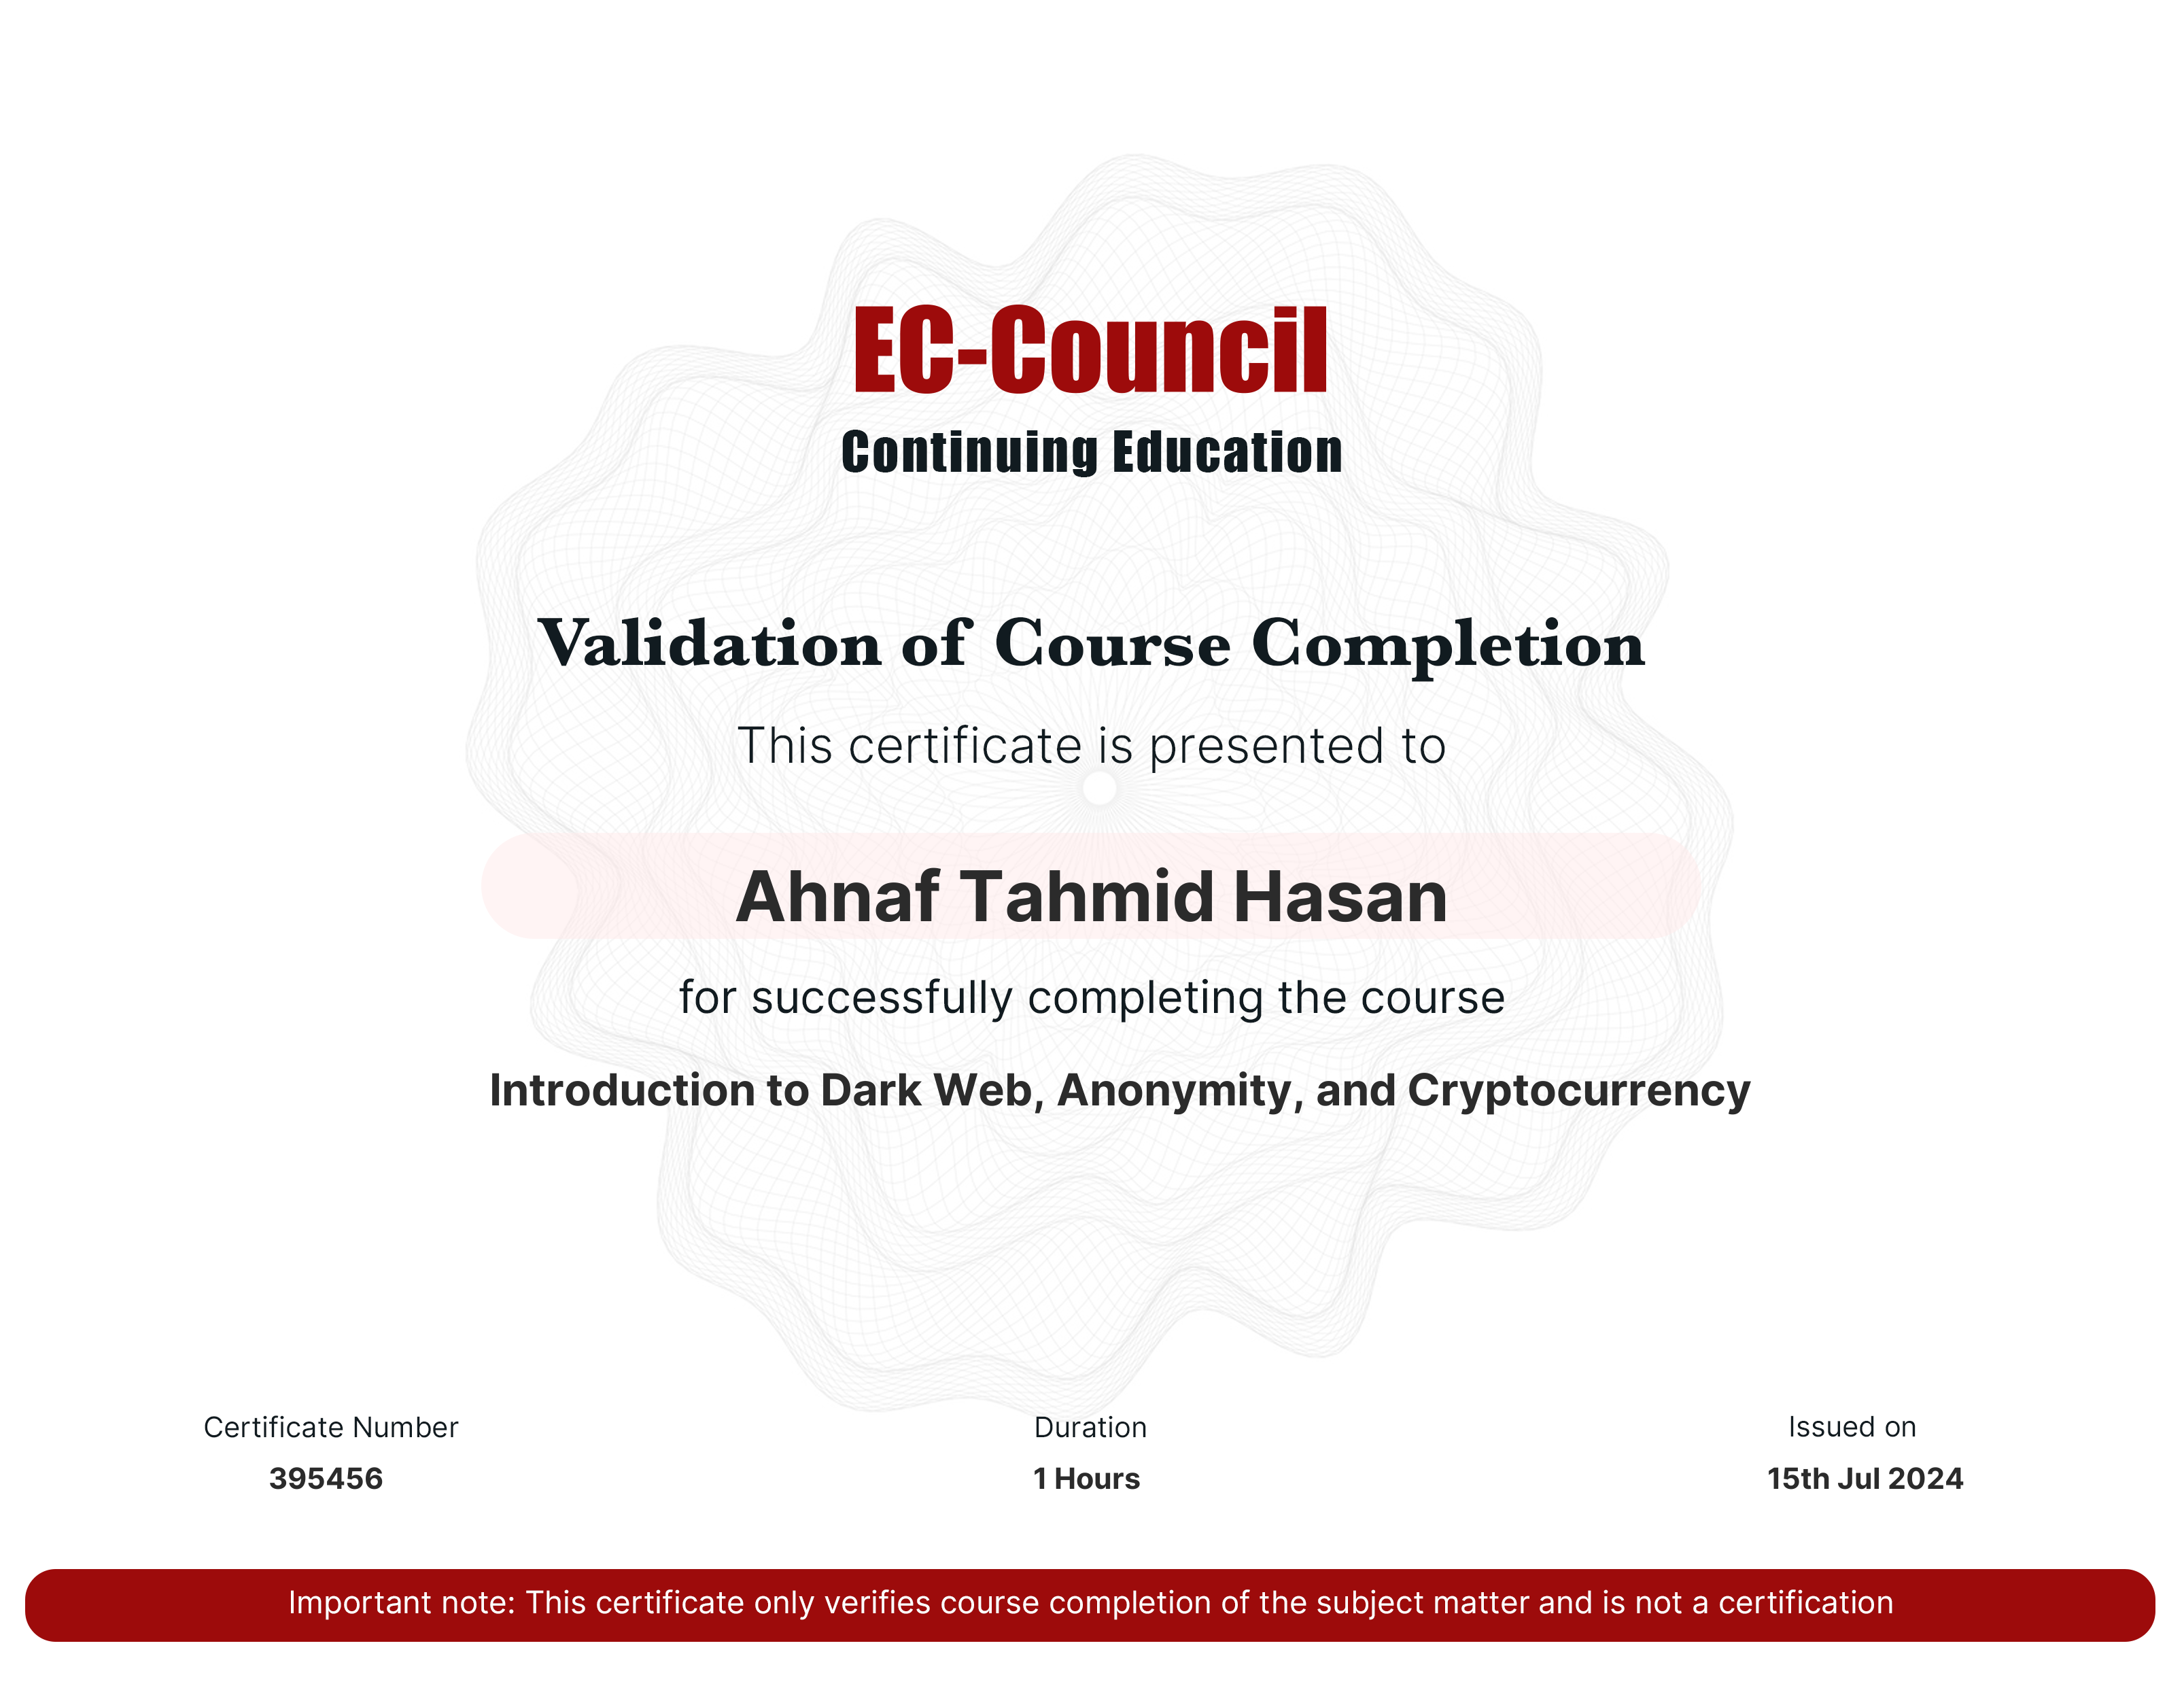 EC-Council
Continuing Education
Validation of Course Completion
This certificate is presented to
Ahnaf Tahmid Hasan
for successfully completing the course
Introduction to Dark Web, Anonymity, and Cryptocurrency
Certificate Number
395456
Duration
1 Hours
Issued on
15th Jul 2024
Important note: This certificate only verifies course completion of the subject matter and is not a certification